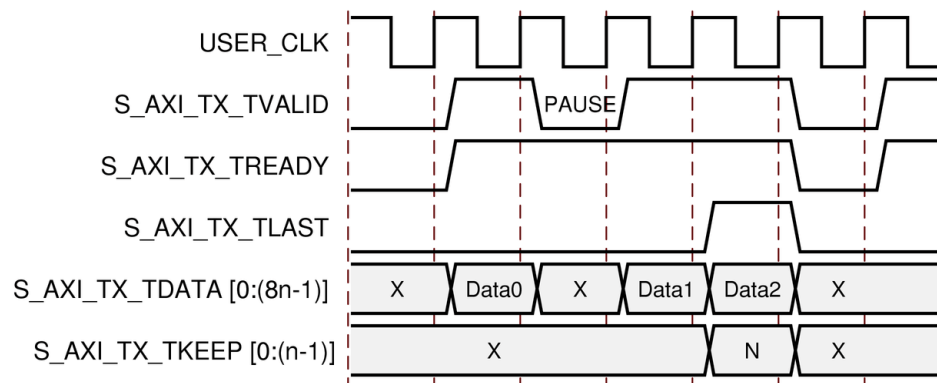 USER_CLK
S_AXI_TX_TVALID PAUSE
S_AXI_TX_TREADY
S_AXI_TX_TLAST
S_AXI_TX_TDATA [0:(8n-1)] X Data0 X Data1 Data2 X
S_AXI_TX_TKEEP [0:(n-1)] X N X